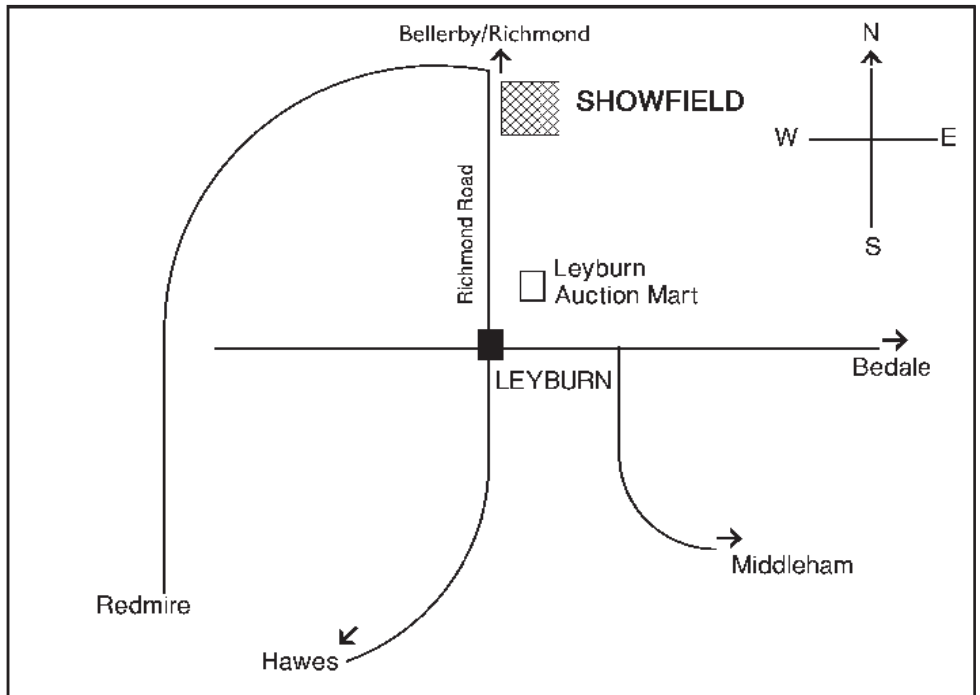 Bellerby/Richmond
N
SHOWFIELD
W
E
S
Richmond Road
Leyburn
Auction Mart
LEYBURN
Bedale
Middleham
Redmire
Hawes